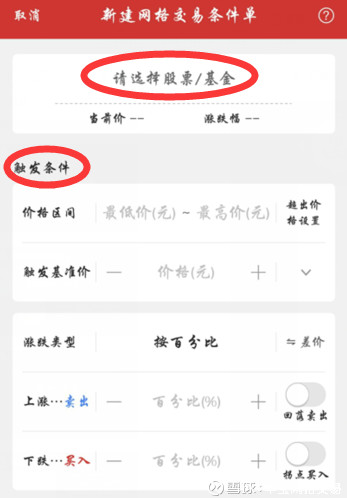 取消 新建网格交易条件单 ?
请选择股票/基金
当前价 -- 涨跌幅 --
触发条件
价格区间 最低价(元) ~ 最高价(元) 超出价
格设置
触发基准价 — 价格(元) +
涨跌类型 按百分比 ⇋ 差价
上涨…卖出 — 百分比(%) +
回落卖出
下跌…买入 — 百分比(%) +
拐点买入
雪球